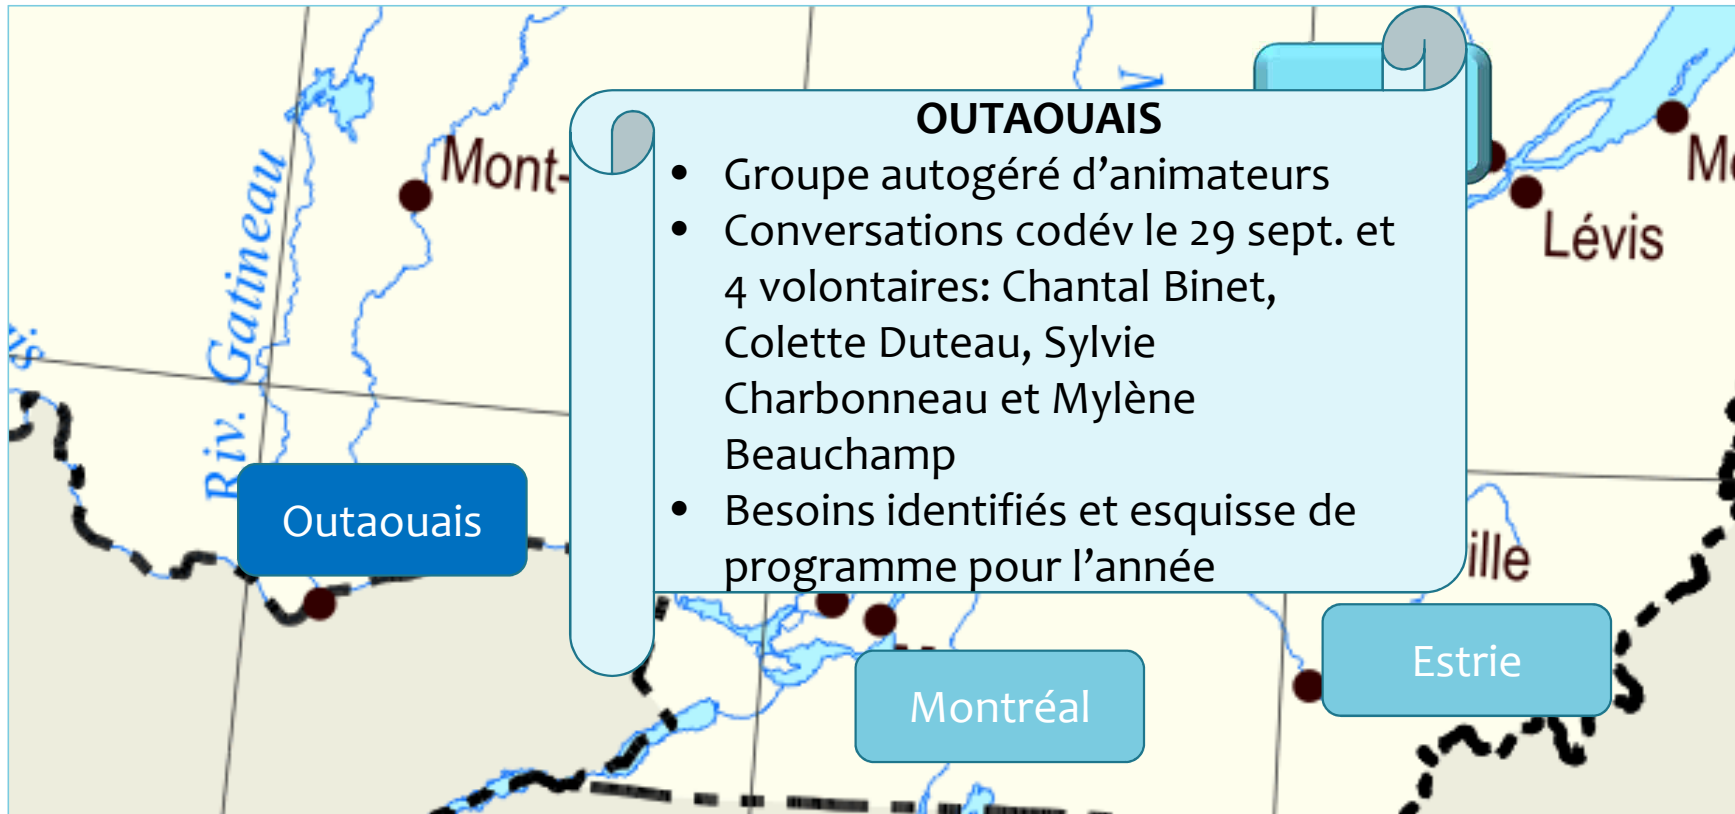 OUTAOUAIS
• Groupe autogéré d’animateurs
• Conversations codév le 29 sept. et
4 volontaires: Chantal Binet,
Colette Duteau, Sylvie
Charbonneau et Mylène
Beauchamp
• Besoins identifiés et esquisse de
programme pour l’année
Mont-
Riv. Gatineau
Lévis
Outaouais
ille
Estrie
Montréal